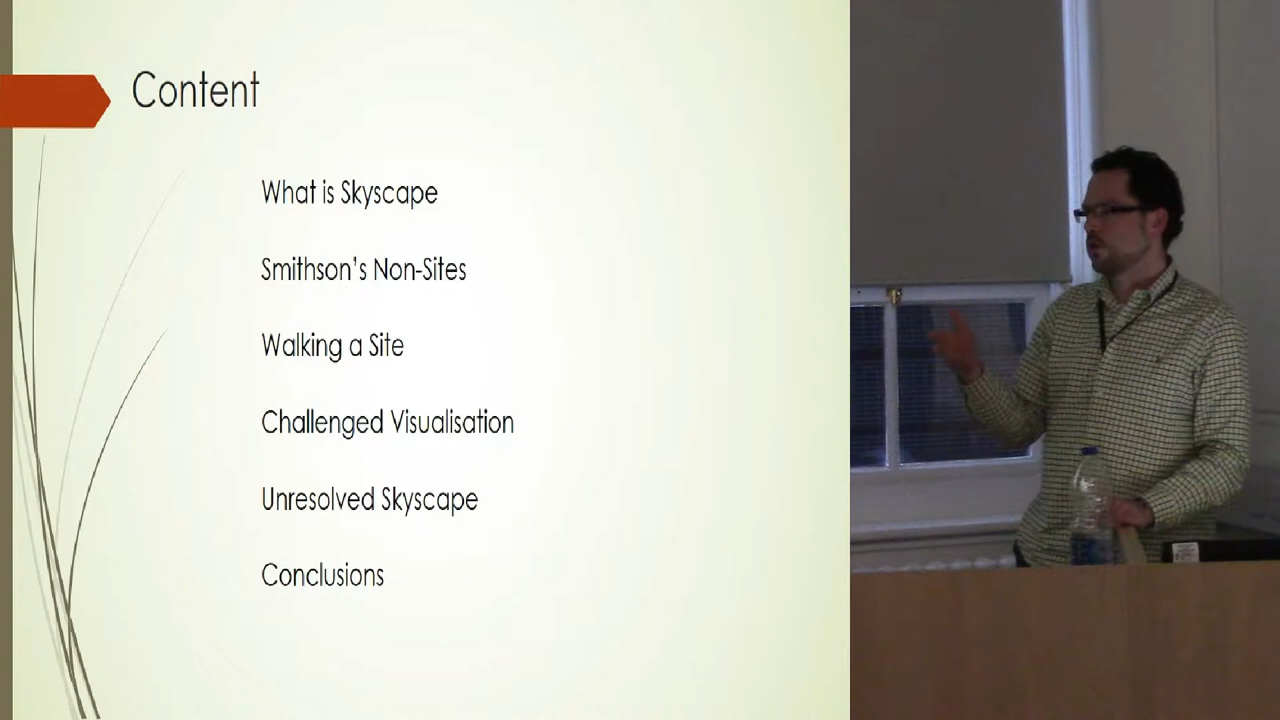 Content
What is Skyscape
Smithson's Non-Sites
Walking a Site
Challenged Visualisation
Unresolved Skyscape
Conclusions